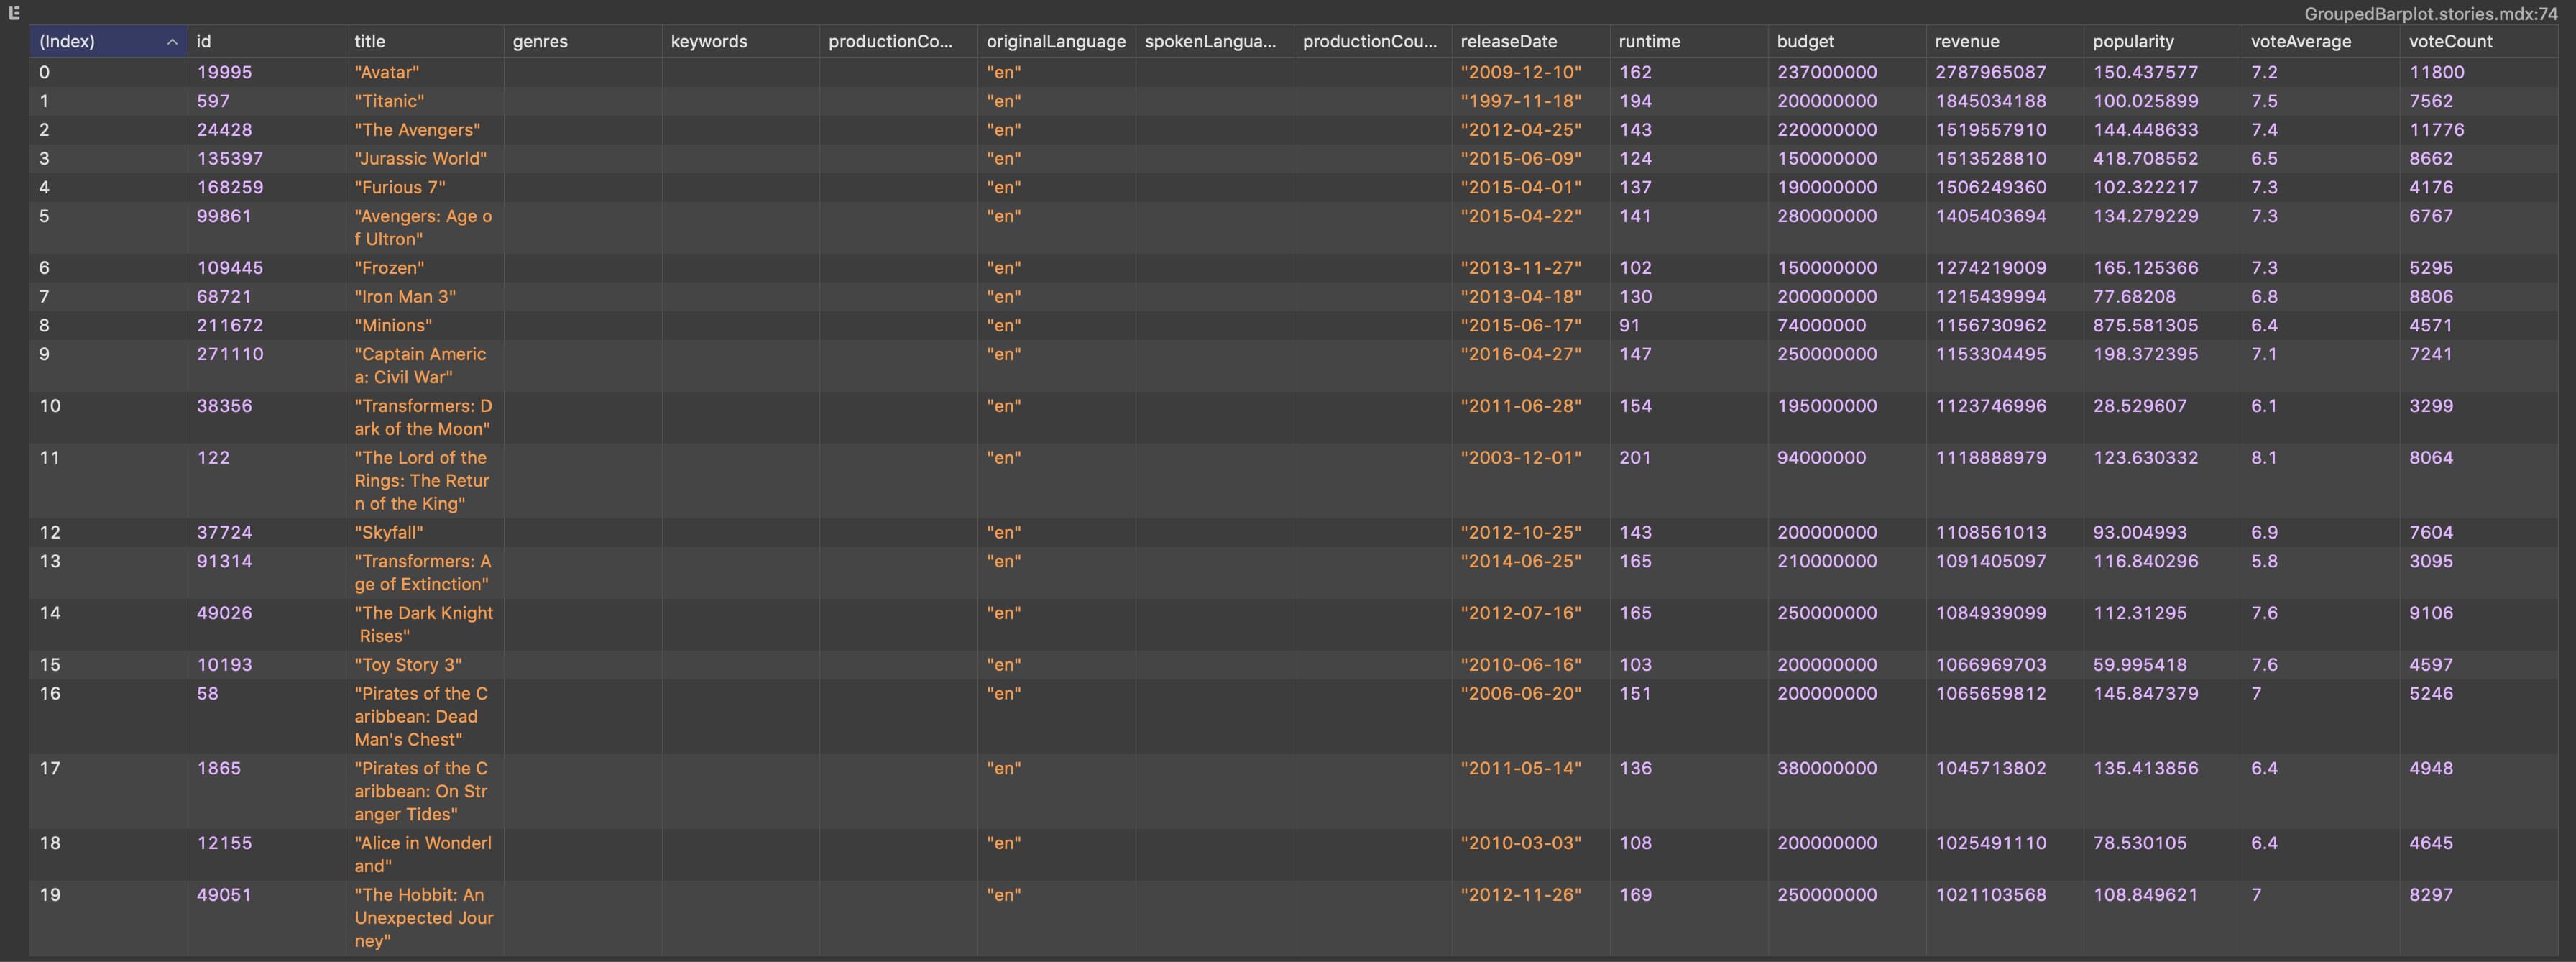 GroupedBarplot.stories.mdx:74
(Index) id title genres keywords productionCo... originalLanguage spokenLangua... productionCou... releaseDate runtime budget revenue popularity voteAverage voteCount
0 19995 "Avatar" "en" "2009-12-10" 162 237000000 2787965087 150.437577 7.2 11800
1 597 "Titanic" "en" "1997-11-18" 194 200000000 1845034188 100.025899 7.5 7562
2 24428 "The Avengers" "en" "2012-04-25" 143 220000000 1519557910 144.448633 7.4 11776
3 135397 "Jurassic World" "en" "2015-06-09" 124 150000000 1513528810 418.708552 6.5 8662
4 168259 "Furious 7" "en" "2015-04-01" 137 190000000 1506249360 102.322217 7.3 4176
5 99861 "Avengers: Age o "en" "2015-04-22" 141 280000000 1405403694 134.279229 7.3 6767
f Ultron"
6 109445 "Frozen" "en" "2013-11-27" 102 150000000 1274219009 165.125366 7.3 5295
7 68721 "Iron Man 3" "en" "2013-04-18" 130 200000000 1215439994 77.68208 6.8 8806
8 211672 "Minions" "en" "2015-06-17" 91 74000000 1156730962 875.581305 6.4 4571
9 271110 "Captain Americ "en" "2016-04-27" 147 250000000 1153304495 198.372395 7.1 7241
a: Civil War"
10 38356 "Transformers: D "en" "2011-06-28" 154 195000000 1123746996 28.529607 6.1 3299
ark of the Moon"
11 122 "The Lord of the "en" "2003-12-01" 201 94000000 1118888979 123.630332 8.1 8064
Rings: The Retur
n of the King"
12 37724 "Skyfall" "en" "2012-10-25" 143 200000000 1108561013 93.004993 6.9 7604
13 91314 "Transformers: A "en" "2014-06-25" 165 210000000 1091405097 116.840296 5.8 3095
ge of Extinction"
14 49026 "The Dark Knight "en" "2012-07-16" 165 250000000 1084939099 112.31295 7.6 9106
Rises"
15 10193 "Toy Story 3" "en" "2010-06-16" 103 200000000 1066969703 59.995418 7.6 4597
16 58 "Pirates of the C "en" "2006-06-20" 151 200000000 1065659812 145.847379 7 5246
aribbean: Dead
Man's Chest"
17 1865 "Pirates of the C "en" "2011-05-14" 136 380000000 1045713802 135.413856 6.4 4948
aribbean: On Str
anger Tides"
18 12155 "Alice in Wonderl "en" "2010-03-03" 108 200000000 1025491110 78.530105 6.4 4645
and"
19 49051 "The Hobbit: An "en" "2012-11-26" 169 250000000 1021103568 108.849621 7 8297
Unexpected Jour
ney"